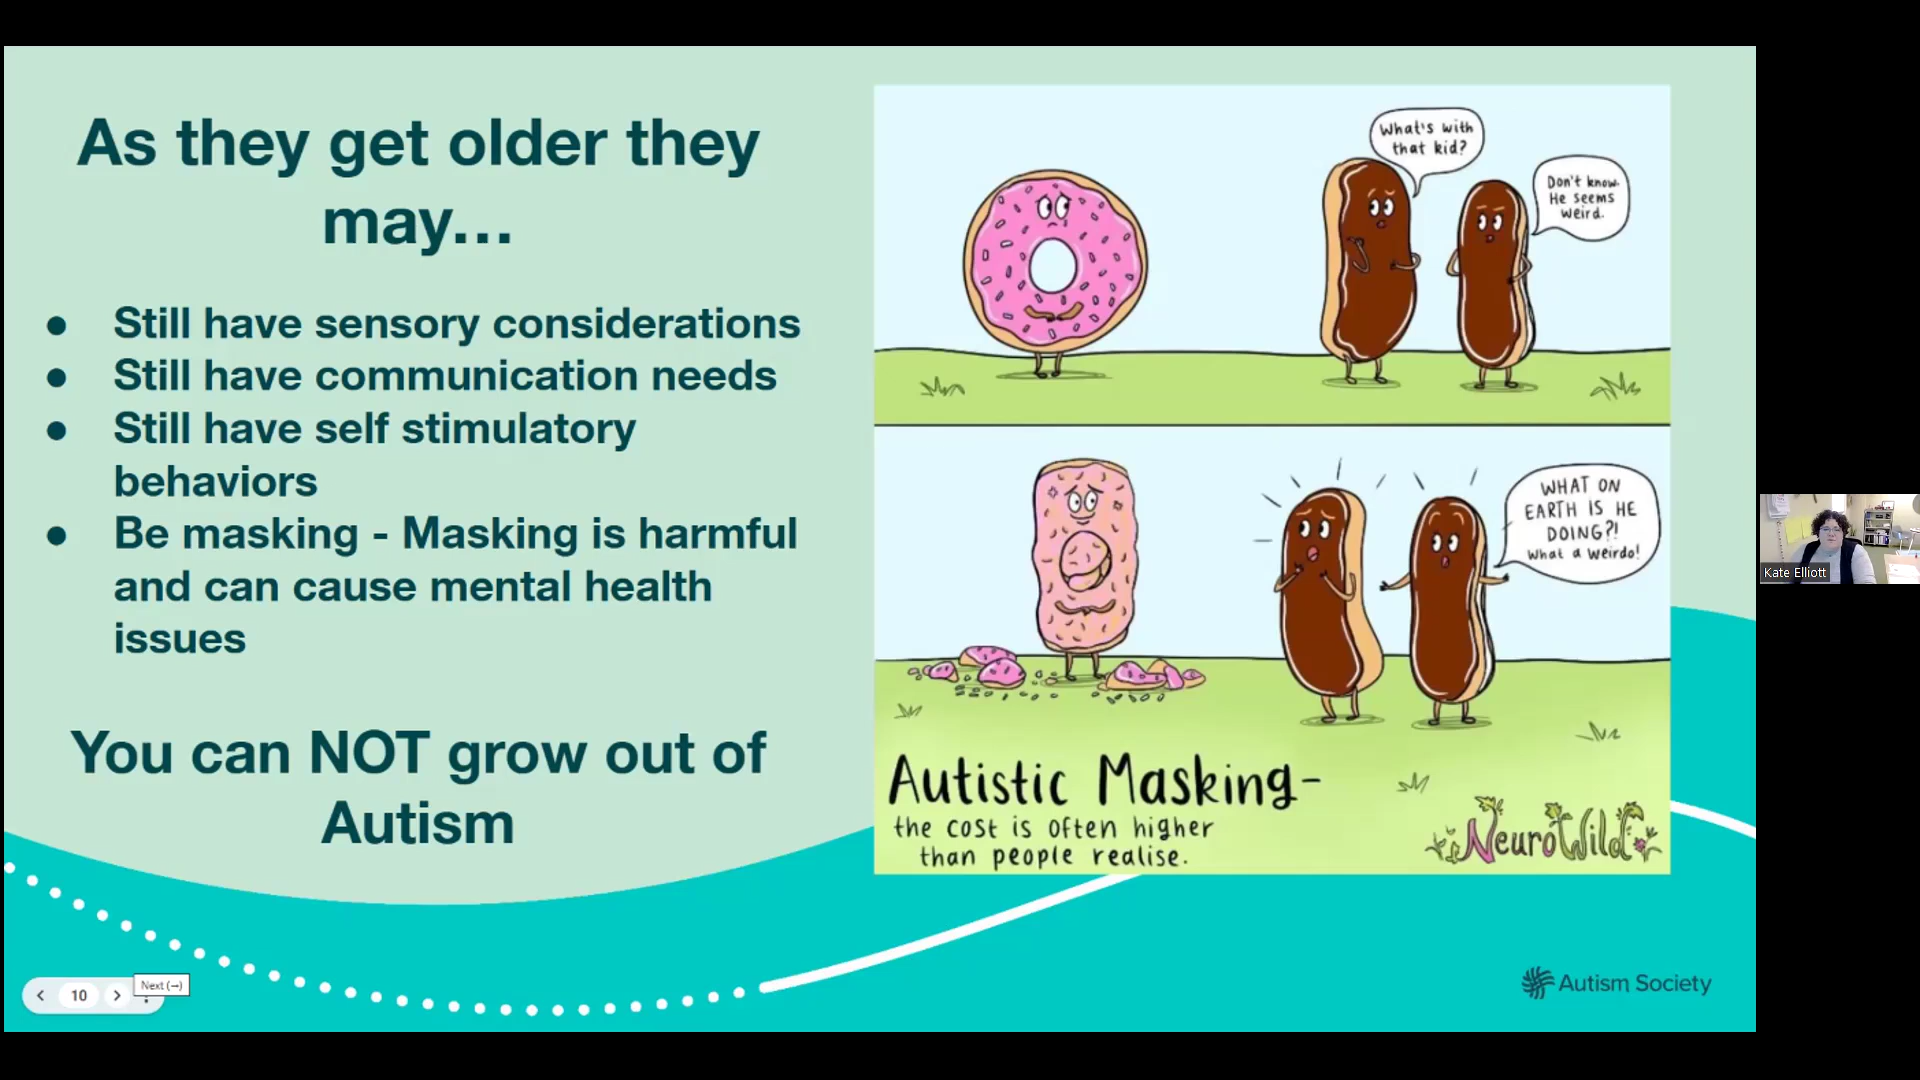 As they get older they
may...
● Still have sensory considerations
● Still have communication needs
● Still have self stimulatory
behaviors
● Be masking - Masking is harmful
and can cause mental health
issues
You can NOT grow out of
Autism
What's with
that kid?
Don't know.
He seems
weird.
WHAT ON
EARTH IS HE
DOING?!
What a weirdo!
Autistic Masking-
the cost is often higher
than people realise.
NeuroWild
Kate Elliott
10
Next (→)
Autism Society